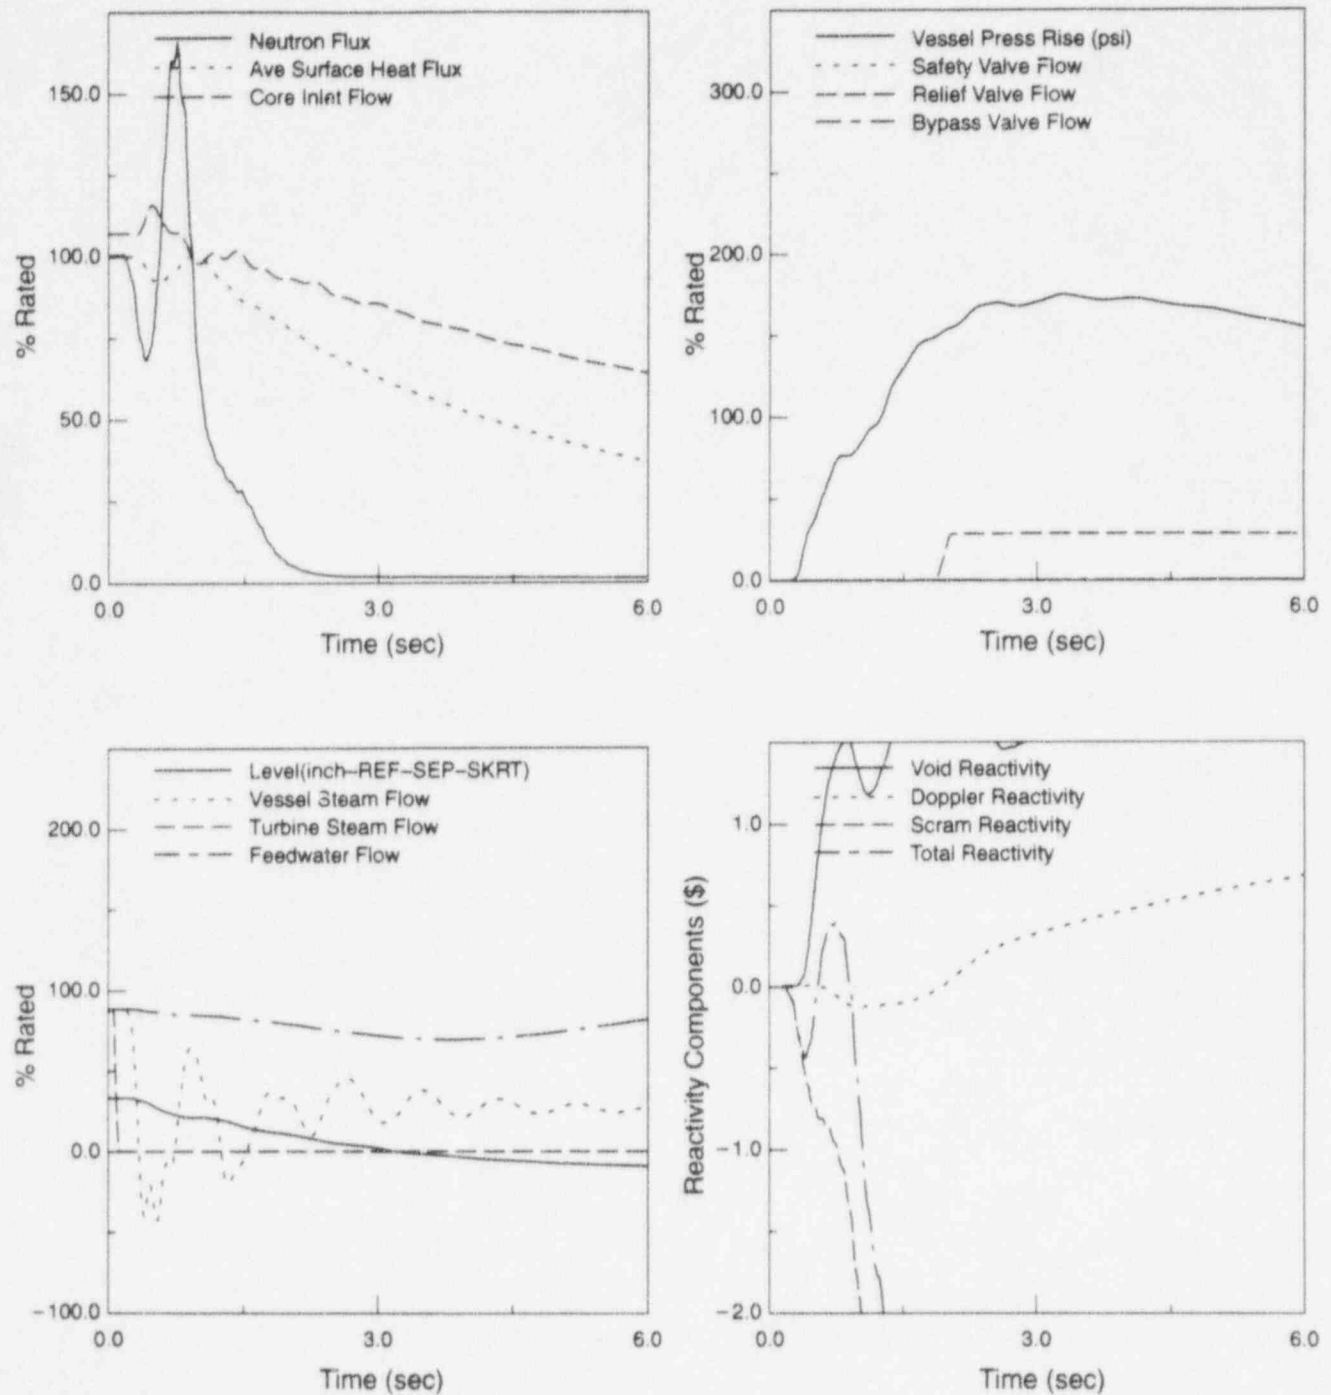 Neutron Flux
Ave Surface Heat Flux
Core Inlet Flow
150.0
100.0
50.0
0.0
% Rated
0.0
3.0
6.0
Time (sec)
Vessel Press Rise (psi)
Safety Valve Flow
Relief Valve Flow
Bypass Valve Flow
300.0
200.0
100.0
0.0
% Rated
0.0
3.0
6.0
Time (sec)
Level(inch-REF-SEP-SKRT)
Vessel Steam Flow
Turbine Steam Flow
Feedwater Flow
200.0
100.0
0.0
-100.0
% Rated
0.0
3.0
6.0
Time (sec)
Void Reactivity
Doppler Reactivity
Scram Reactivity
Total Reactivity
1.0
0.0
-1.0
-2.0
Reactivity Components ($)
0.0
3.0
6.0
Time (sec)